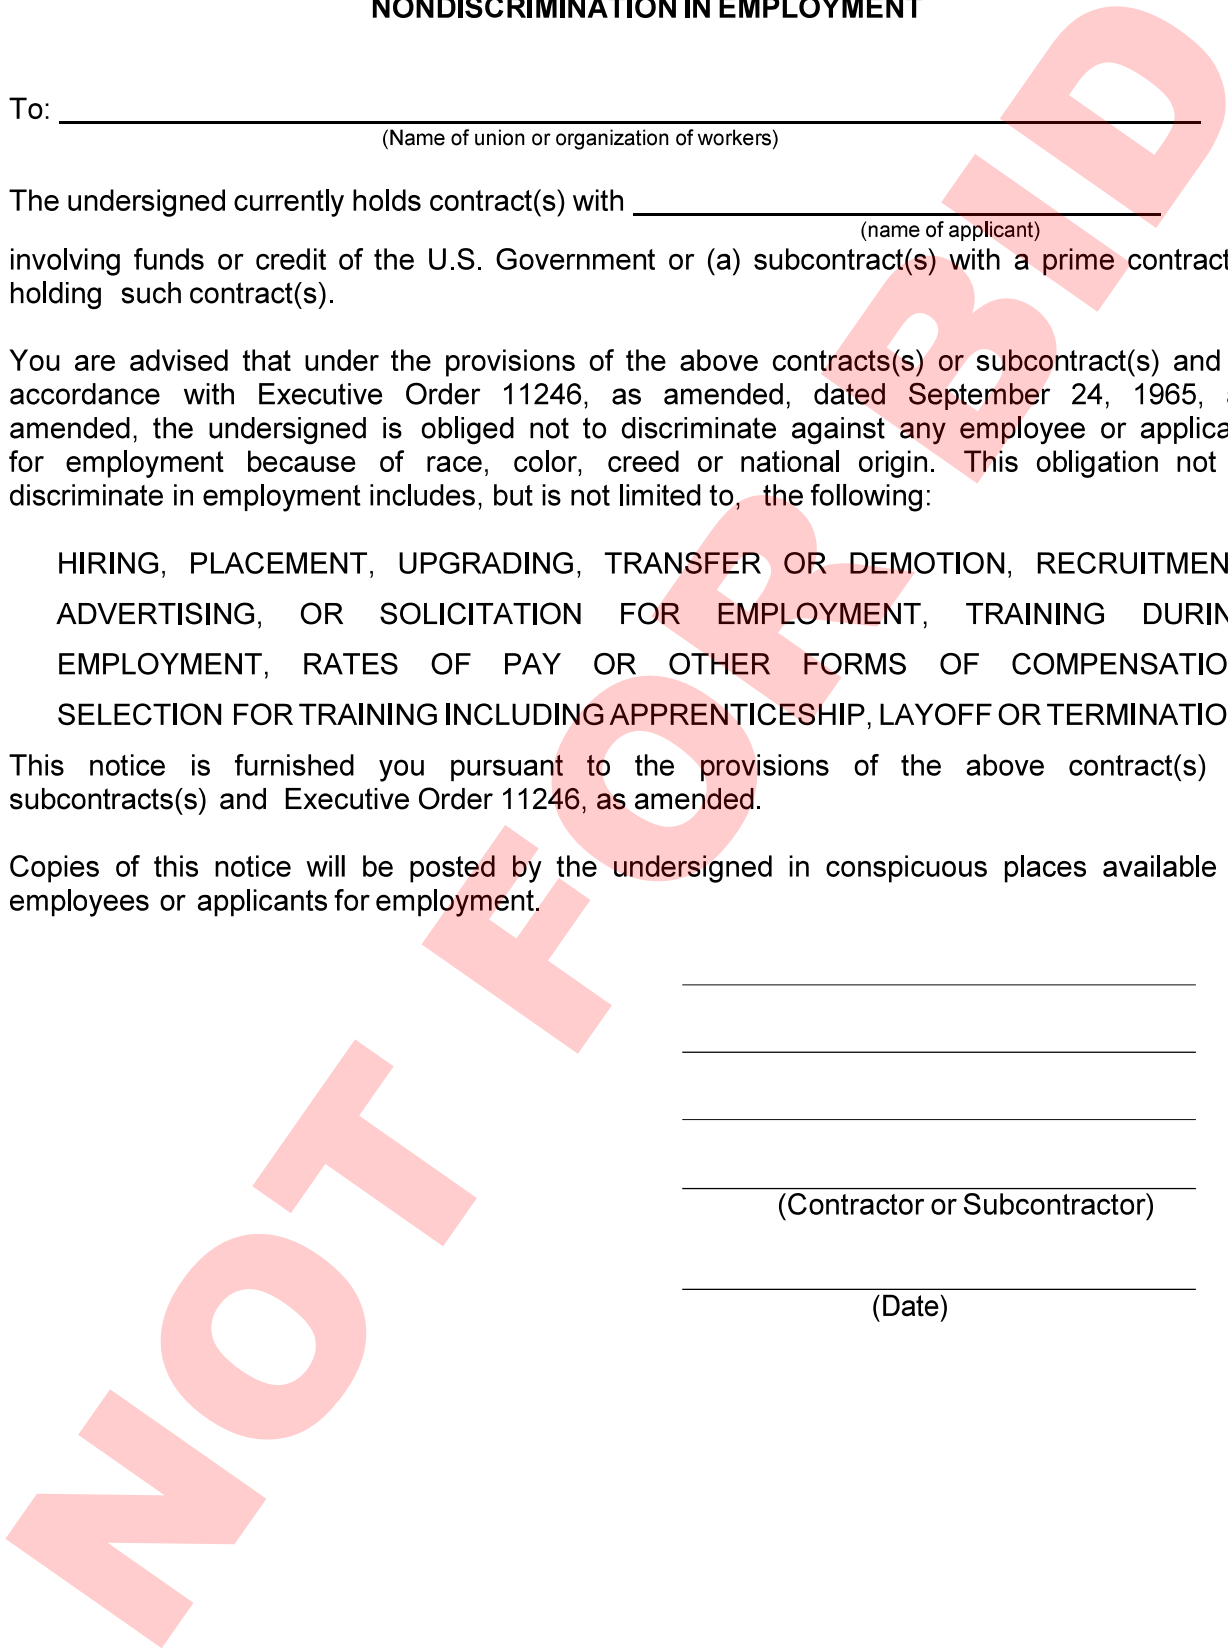 NONDISCRIMINATION IN EMPLOYMENT
To:
(Name of union or organization of workers)
The undersigned currently holds contract(s) with
(name of applicant)
involving funds or credit of the U.S. Government or (a) subcontract(s) with a prime contract
holding such contract(s).
You are advised that under the provisions of the above contracts(s) or subcontract(s) and
accordance with Executive Order 11246, as amended, dated September 24, 1965,
amended, the undersigned is obliged not to discriminate against any employee or applica
for employment because of race, color, creed or national origin. This obligation not
discriminate in employment includes, but is not limited to, the following:
HIRING, PLACEMENT, UPGRADING, TRANSFER OR DEMOTION, RECRUITMEN
ADVERTISING, OR SOLICITATION FOR EMPLOYMENT, TRAINING DURIN
EMPLOYMENT, RATES OF PAY OR OTHER FORMS OF COMPENSATIO
SELECTION FOR TRAINING INCLUDING APPRENTICESHIP, LAYOFF OR TERMINATIO
This notice is furnished you pursuant to the provisions of the above contract(s)
subcontracts(s) and Executive Order 11246, as amended.
Copies of this notice will be posted by the undersigned in conspicuous places available
employees or applicants for employment.
(Contractor or Subcontractor)
(Date)
NOT FOR BID